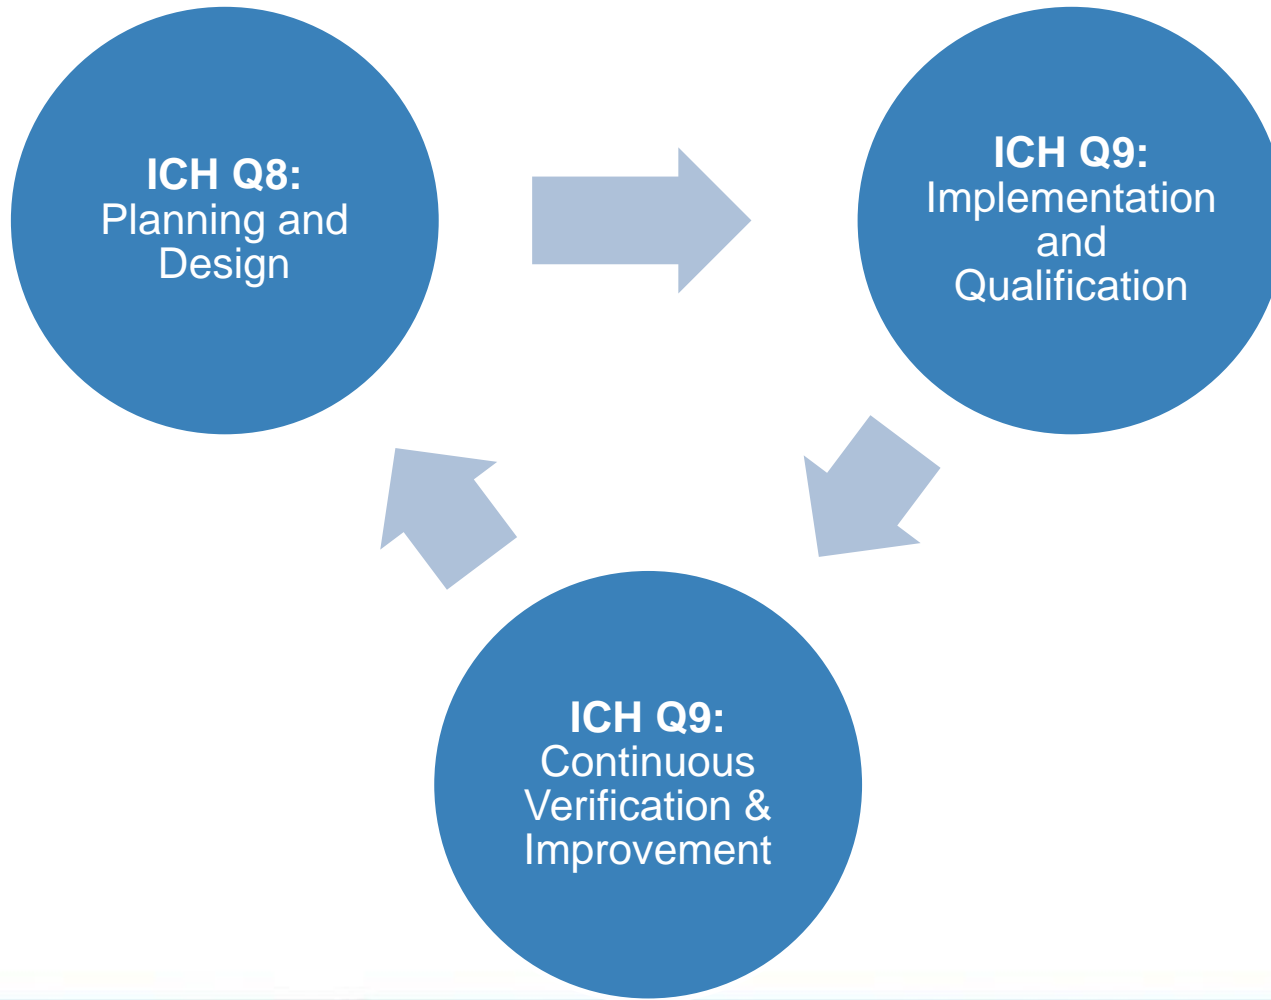 ICH Q8:
Planning and
Design
ICH Q9:
Implementation
and
Qualification
ICH Q9:
Continuous
Verification &
Improvement